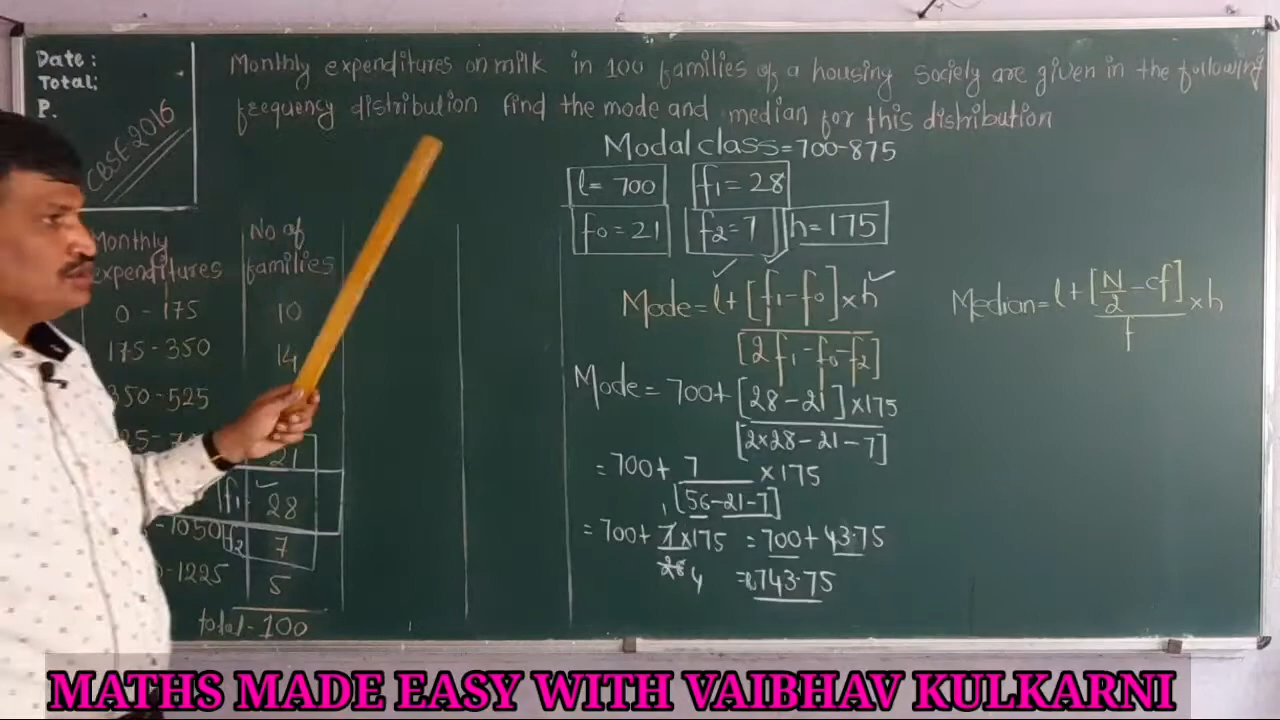 Date:
Total:
P.
CBSE-2016
Monthly expenditures on milk in 100 families of a housing Society are given in the following
frequency distribution find the mode and median for this distribution
Monthly expenditures
No of families
0-175 10
175-350 14
350-525
21
f1 28
-1050 f2 7
-1225 5
total-100
Modal class=700-875
l=700 f1=28
f0=21 f2=7 h=175
Mode=l+[f1-f0]×h
[2f1-f0-f2]
Mode=700+[28-21]×175
[2×28-21-7]
=700+7 ×175
[56-21-7]
=700+7×175 =700+43.75
28 4 =743.75
Median=l+[N/2-cf]×h
f
MATHS MADE EASY WITH VAIBHAV KULKARNI